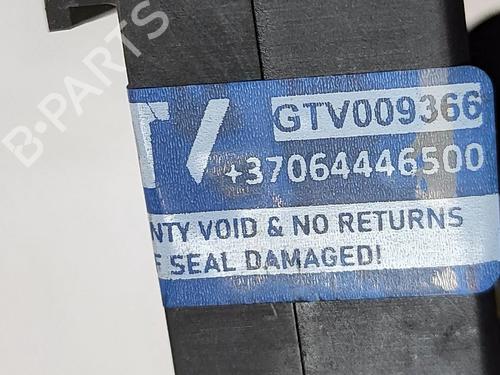 B-PARTS
GTV009366
+37064446500
NTY VOID & NO RETURNS
SEAL DAMAGED!